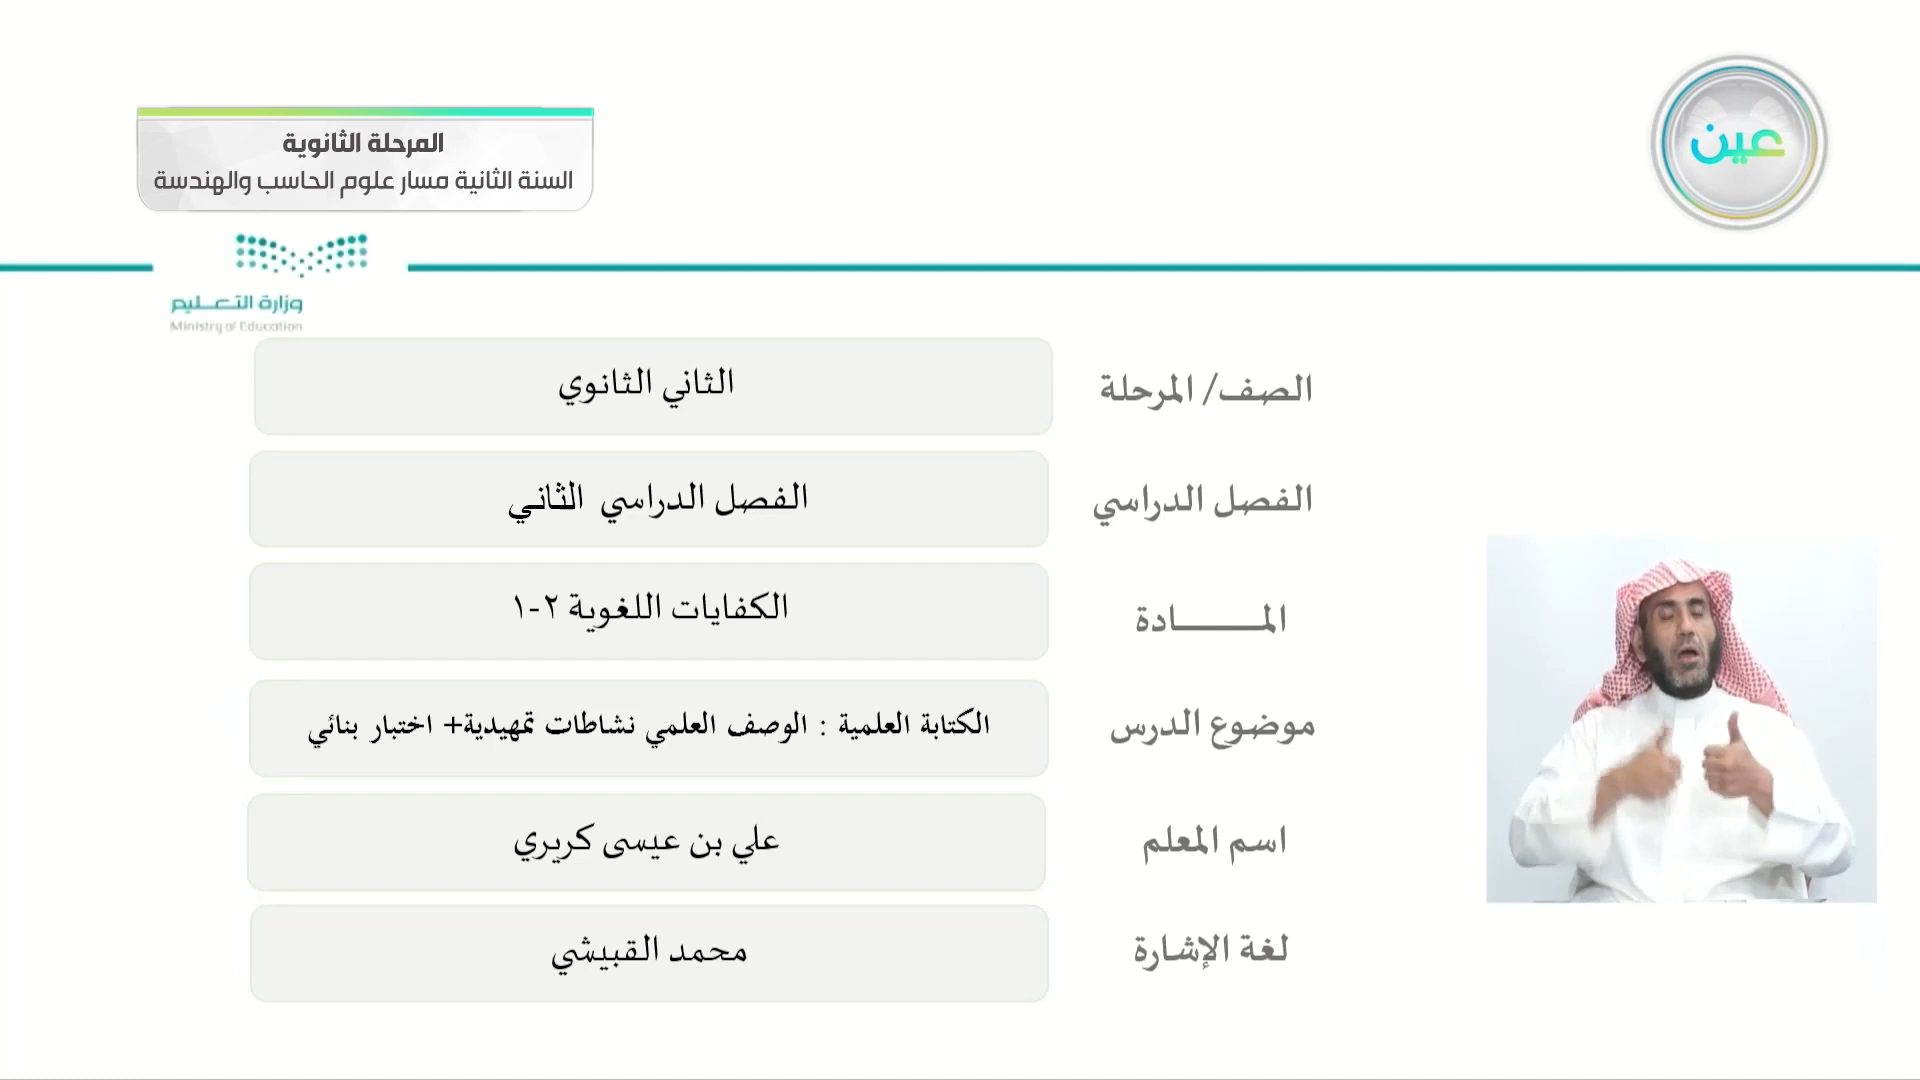 عين
المرحلة الثانوية
السنة الثانية مسار علوم الحاسب والهندسة
وزارة التعـــليم
Ministry of Education
الصف/ المرحلة
الثاني الثانوي
الفصل الدراسي
الفصل الدراسي الثاني
المـــــــــادة
الكفايات اللغوية ٢-١
موضوع الدرس
الكتابة العلمية : الوصف العلمي نشاطات تمهيدية+ اختبار بنائي
اسم المعلم
علي بن عيسى كريري
لغة الإشارة
محمد القبيشي